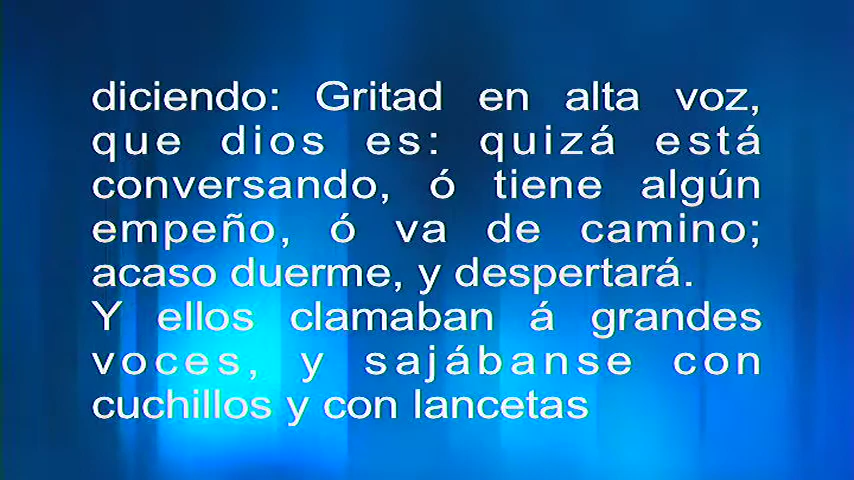 diciendo: Gritad en alta voz,
que dios es: quizá está
conversando, ó tiene algún
empeño, ó va de camino;
acaso duerme, y despertará.
Y ellos clamaban á grandes
voces, y sajábanse con
cuchillos y con lancetas